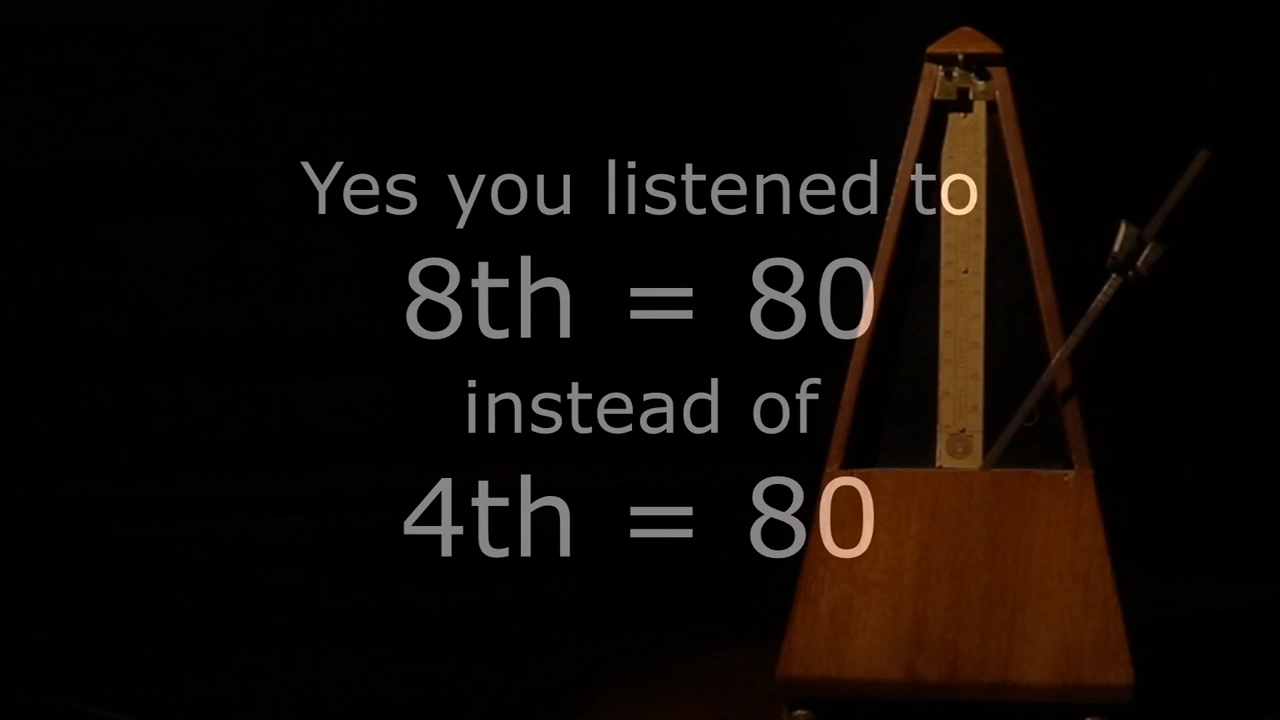 Yes you listened to
8th = 80
instead of
4th = 80